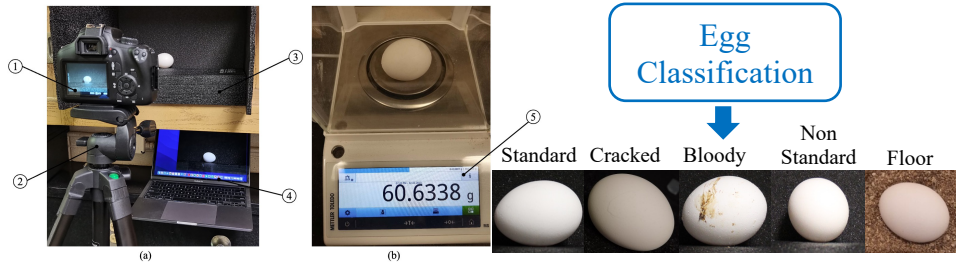 1
2
3
4
(a)
5
60.6338 g
METTLER TOLEDO
(b)
Egg
Classification
Standard
Cracked
Bloody
Non
Standard
Floor